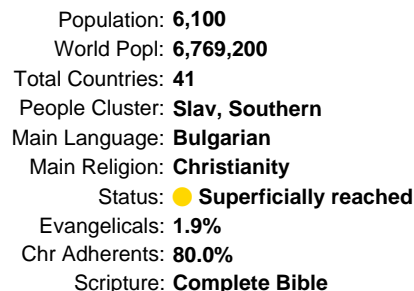 Population: 6,100
World Popl: 6,769,200
Total Countries: 41
People Cluster: Slav, Southern
Main Language: Bulgarian
Main Religion: Christianity
Status: Superficially reached
Evangelicals: 1.9%
Chr Adherents: 80.0%
Scripture: Complete Bible